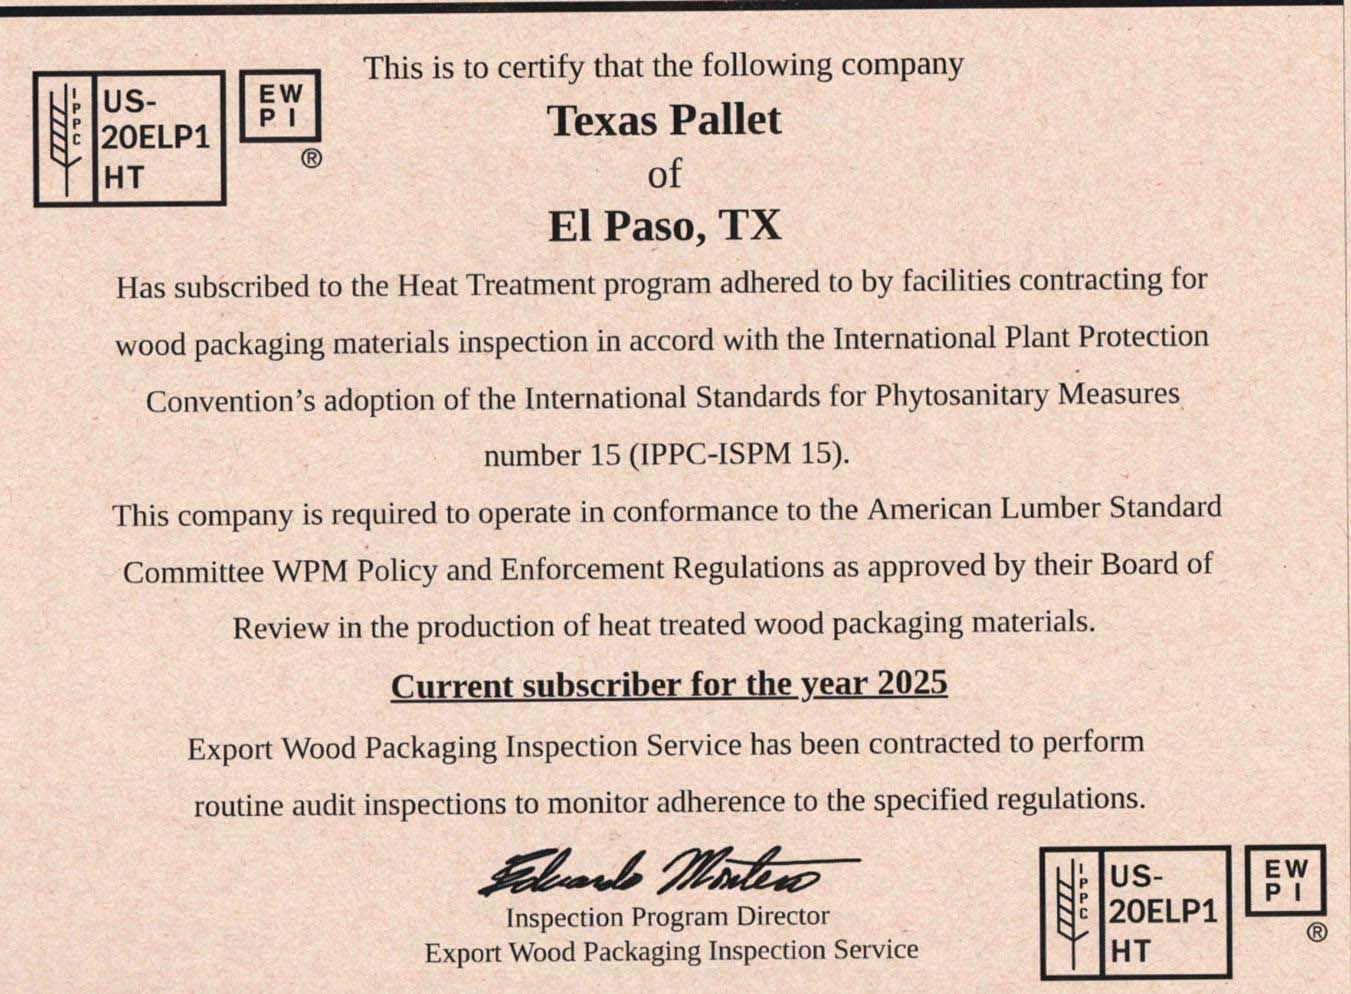 IPPC
US-
20ELP1
HT
EW
PI
®
This is to certify that the following company
Texas Pallet
of
El Paso, TX
Has subscribed to the Heat Treatment program adhered to by facilities contracting for
wood packaging materials inspection in accord with the International Plant Protection
Convention’s adoption of the International Standards for Phytosanitary Measures
number 15 (IPPC-ISPM 15).
This company is required to operate in conformance to the American Lumber Standard
Committee WPM Policy and Enforcement Regulations as approved by their Board of
Review in the production of heat treated wood packaging materials.
Current subscriber for the year 2025
Export Wood Packaging Inspection Service has been contracted to perform
routine audit inspections to monitor adherence to the specified regulations.
Eduardo Montero
Inspection Program Director
Export Wood Packaging Inspection Service
IPPC
US-
20ELP1
HT
EW
PI
®